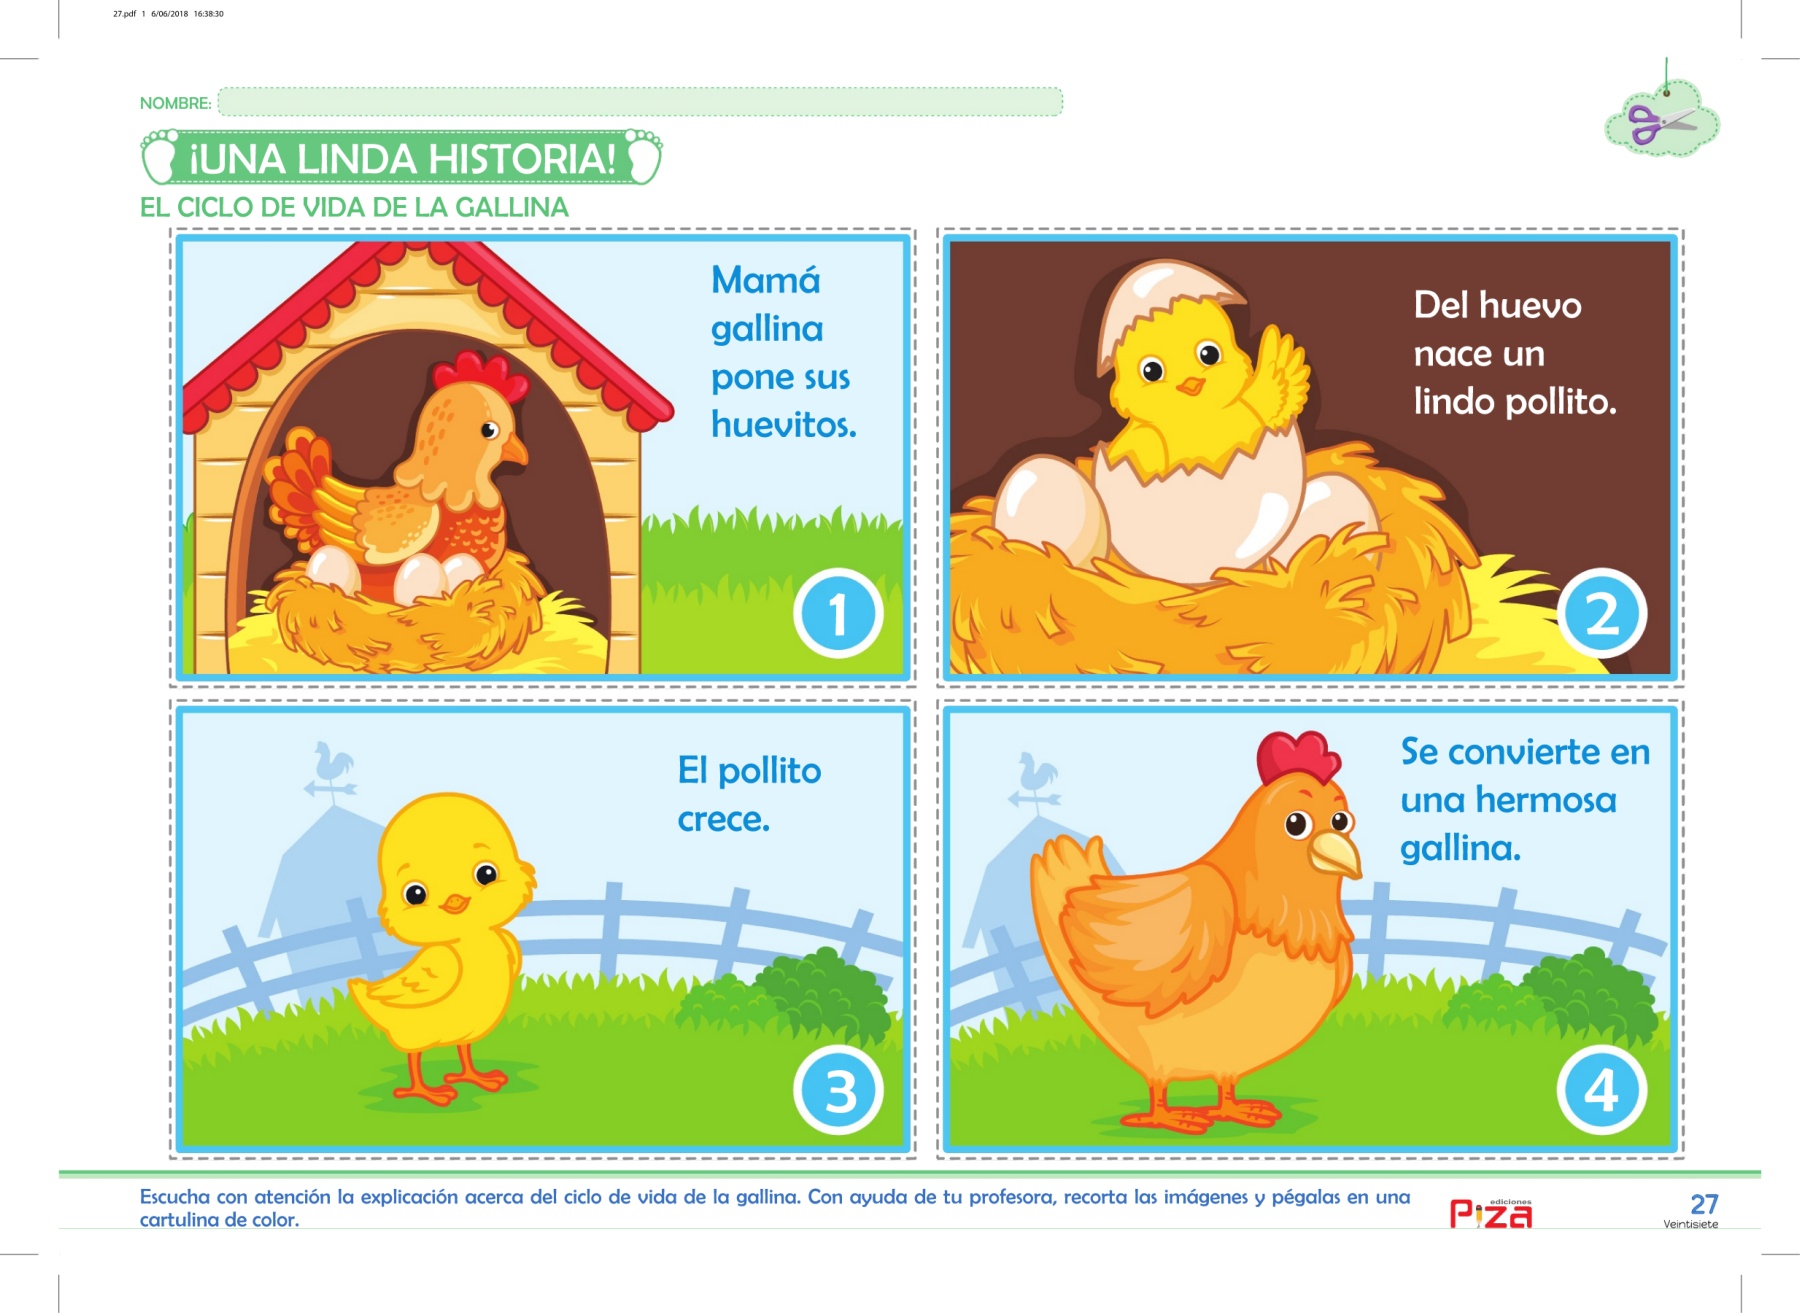 27.pdf 1 6/06/2018 16:38:30
NOMBRE:
¡UNA LINDA HISTORIA!
EL CICLO DE VIDA DE LA GALLINA
Mamá
gallina
pone sus
huevitos.
1
Del huevo
nace un
lindo pollito.
2
El pollito
crece.
3
Se convierte en
una hermosa
gallina.
4
Escucha con atención la explicación acerca del ciclo de vida de la gallina. Con ayuda de tu profesora, recorta las imágenes y pégalas en una
cartulina de color.
ediciones
Piza
27
Veintisiete